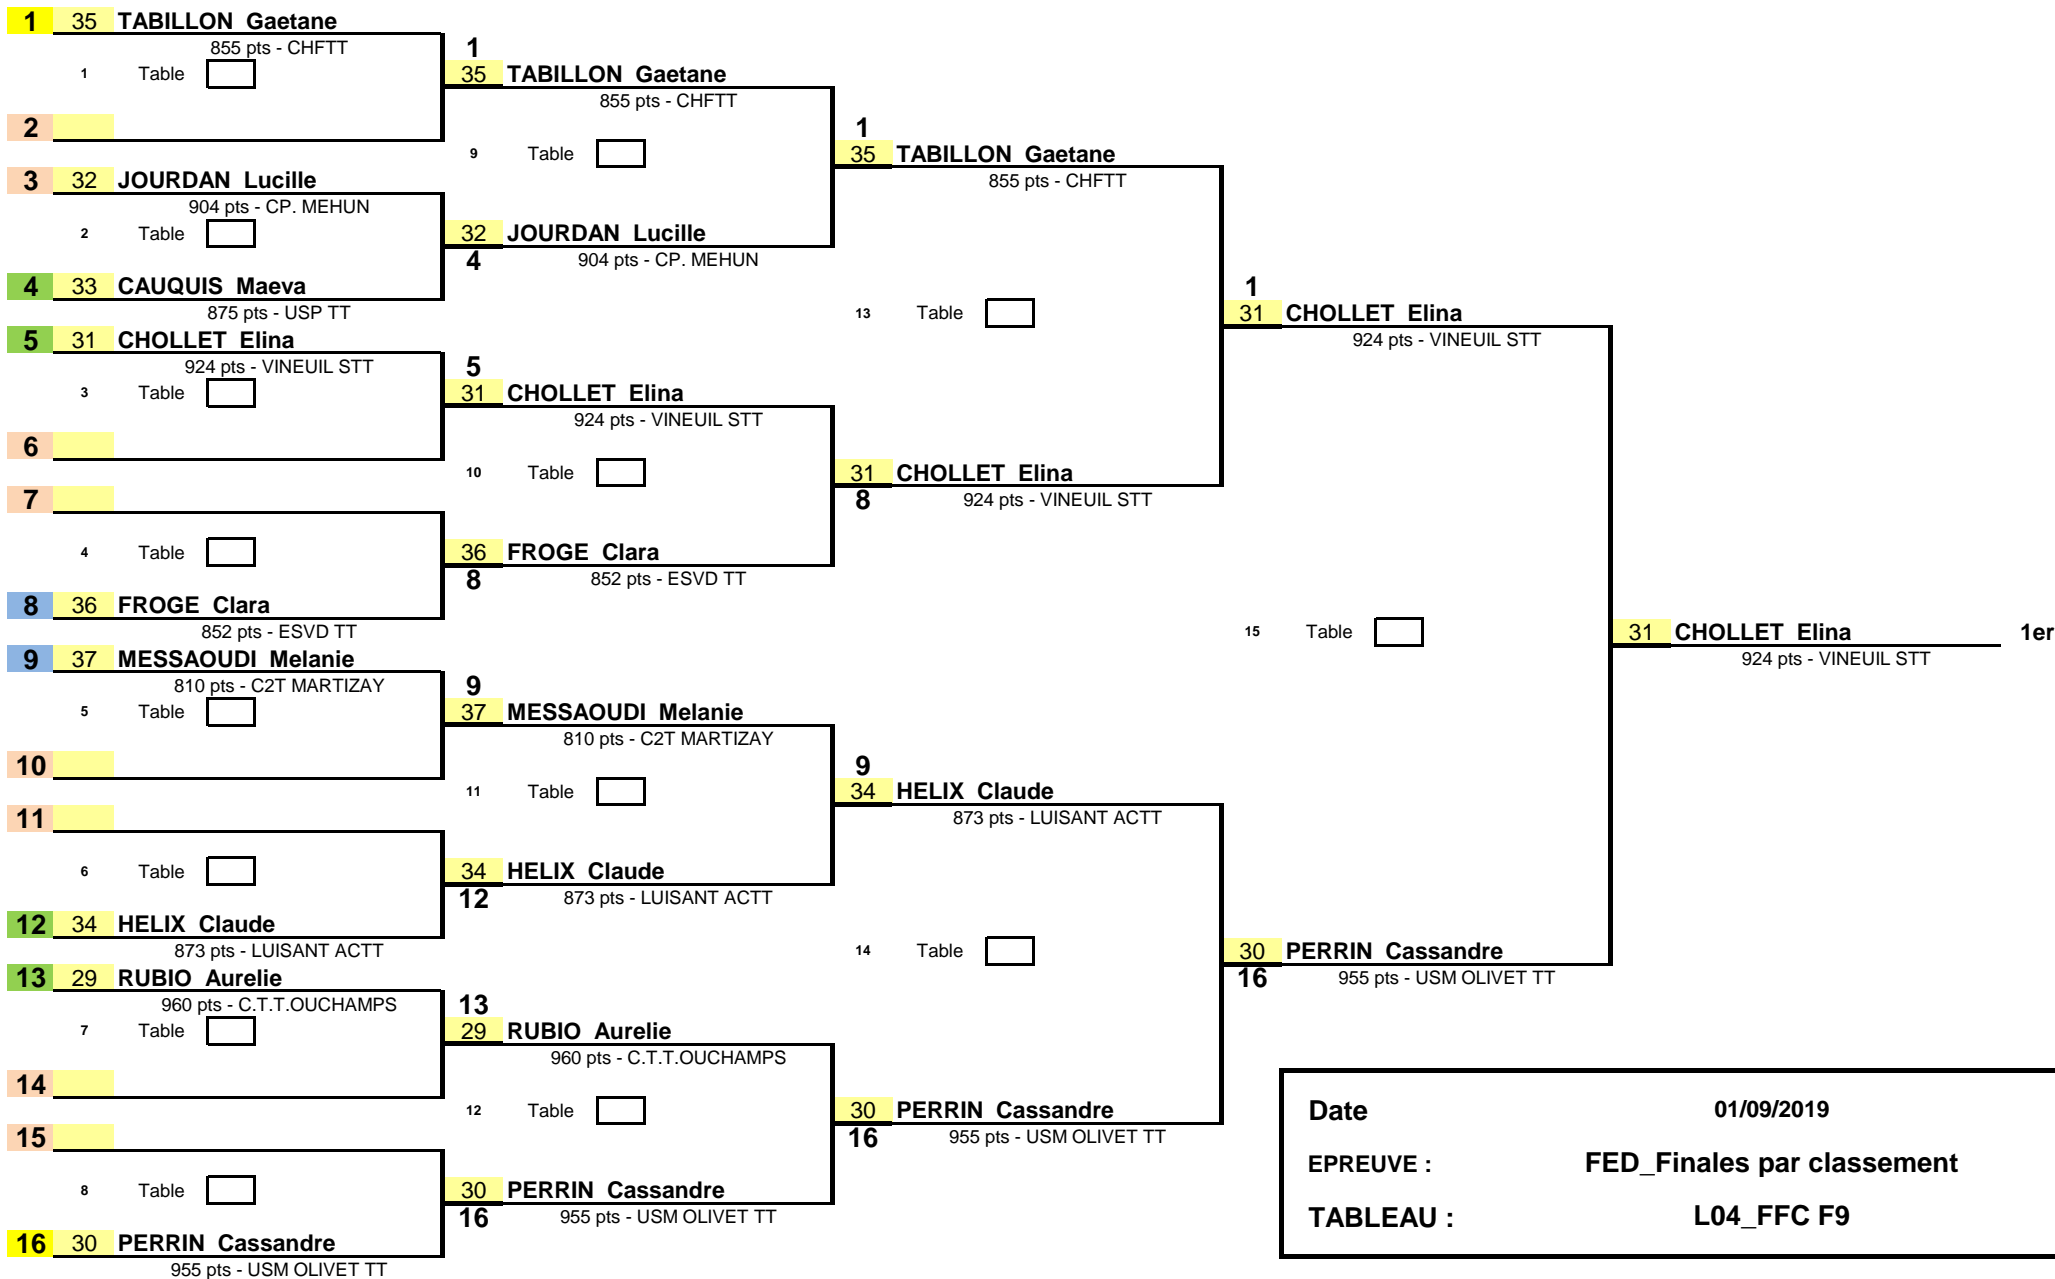 1 35 TABILLON Gaetane
855 pts - CHFTT
1 Table
2
3 32 JOURDAN Lucille
904 pts - CP. MEHUN
2 Table
4 33 CAUQUIS Maeva
875 pts - USP TT
5 31 CHOLLET Elina
924 pts - VINEUIL STT
3 Table
6
7
4 Table
8 36 FROGE Clara
852 pts - ESVD TT
9 37 MESSAOUDI Melanie
810 pts - C2T MARTIZAY
5 Table
10
11
6 Table
12 34 HELIX Claude
873 pts - LUISANT ACTT
13 29 RUBIO Aurelie
960 pts - C.T.T.OUCHAMPS
7 Table
14
15
8 Table
16 30 PERRIN Cassandre
955 pts - USM OLIVET TT
1
35 TABILLON Gaetane
855 pts - CHFTT
9 Table
32 JOURDAN Lucille
4 904 pts - CP. MEHUN
5
31 CHOLLET Elina
924 pts - VINEUIL STT
10 Table
36 FROGE Clara
8 852 pts - ESVD TT
9
37 MESSAOUDI Melanie
810 pts - C2T MARTIZAY
11 Table
34 HELIX Claude
12 873 pts - LUISANT ACTT
13
29 RUBIO Aurelie
960 pts - C.T.T.OUCHAMPS
12 Table
30 PERRIN Cassandre
16 955 pts - USM OLIVET TT
1
35 TABILLON Gaetane
855 pts - CHFTT
13 Table
31 CHOLLET Elina
8 924 pts - VINEUIL STT
9
34 HELIX Claude
873 pts - LUISANT ACTT
14 Table
30 PERRIN Cassandre
16 955 pts - USM OLIVET TT
1
31 CHOLLET Elina
924 pts - VINEUIL STT
15 Table
30 PERRIN Cassandre
16 955 pts - USM OLIVET TT
31 CHOLLET Elina 1er
924 pts - VINEUIL STT
Date 01/09/2019
EPREUVE : FED_Finales par classement
TABLEAU : L04_FFC F9